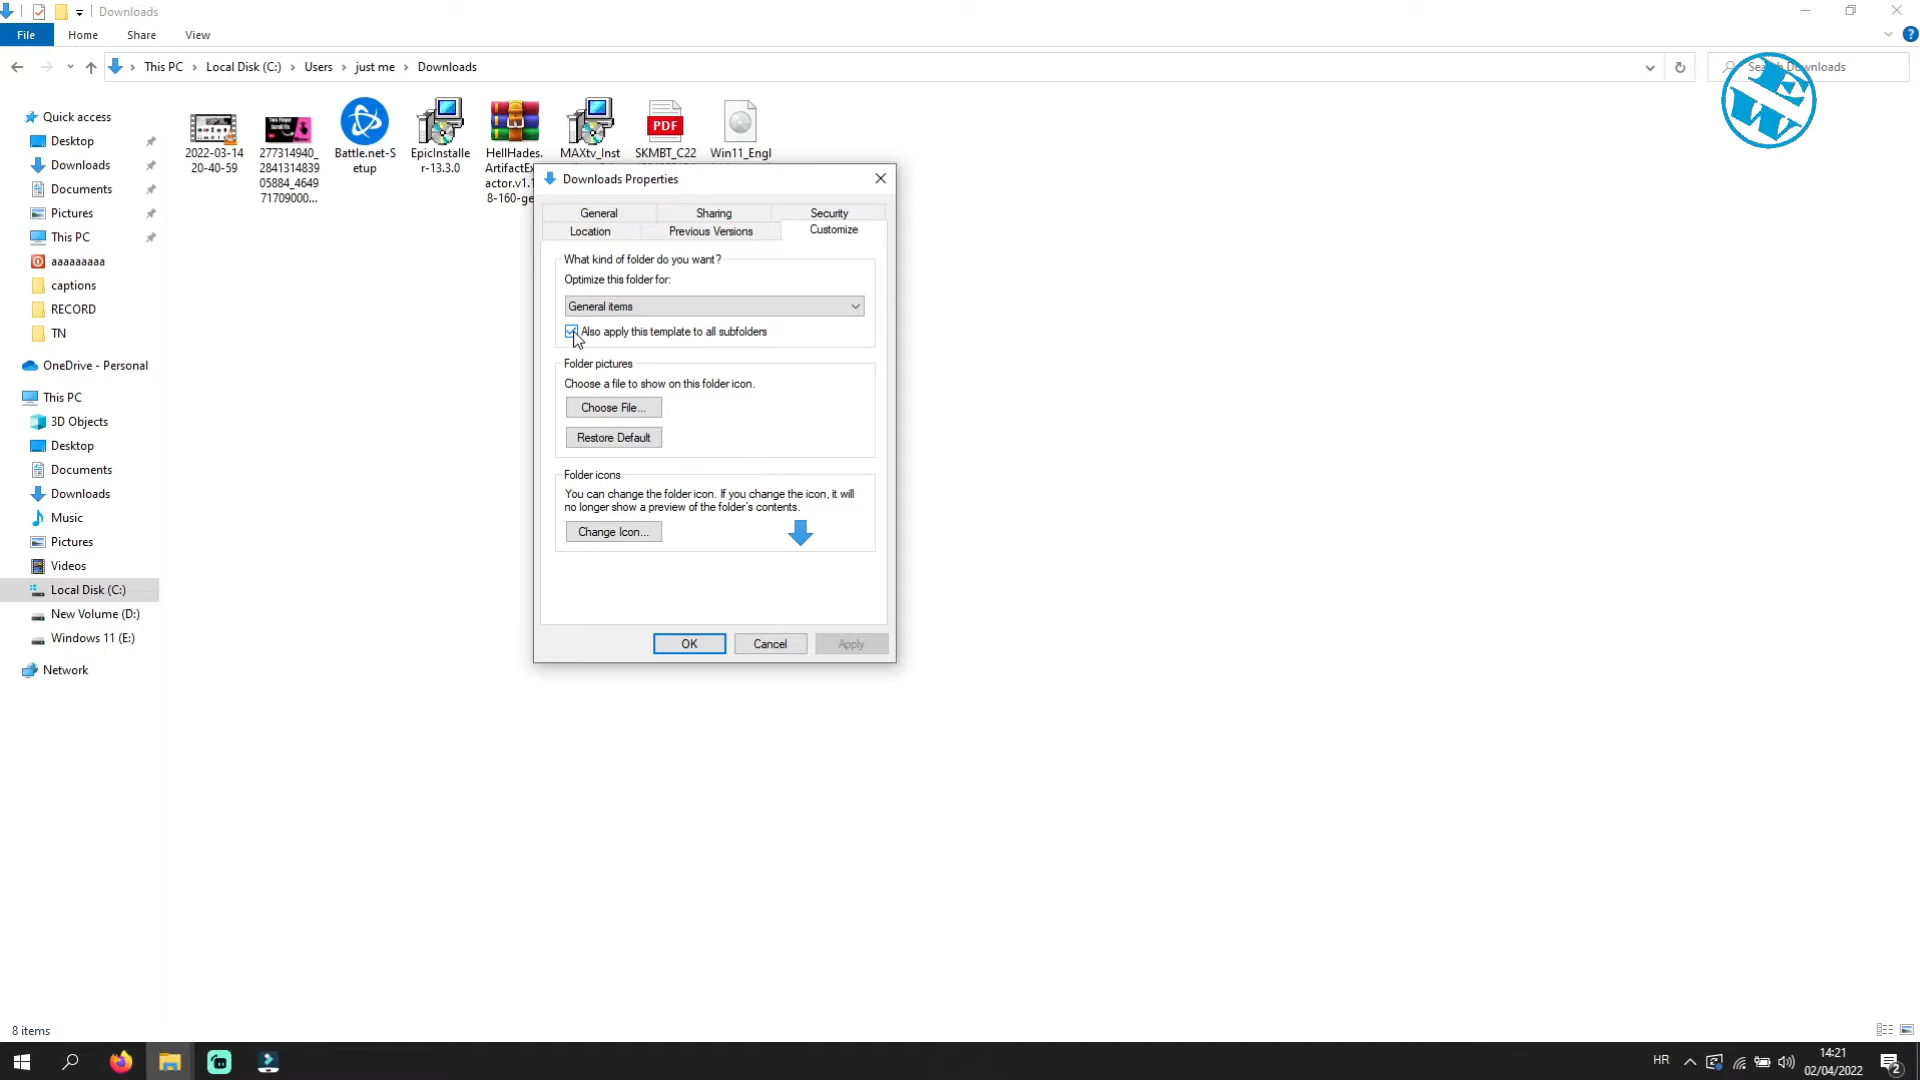 Downloads
File Home Share View
This PC > Local Disk (C:) > Users > just me > Downloads
Search Downloads
Quick access
Desktop
Downloads
Documents
Pictures
This PC
aaaaaaaaa
captions
RECORD
TN
OneDrive - Personal
This PC
3D Objects
Desktop
Documents
Downloads
Music
Pictures
Videos
Local Disk (C:)
New Volume (D:)
Windows 11 (E:)
Network
2022-03-14
20-40-59
277314940_
2841314839
05884_4649
71709000...
Battle.net-S
etup
EpicInstalle
r-13.3.0
HellHades.
ArtifactEx
actor.v1.1
8-160-ge
MAXtv_Inst
PDF
SKMBT_C22
Win11_Engl
Downloads Properties
General Sharing Security
Location Previous Versions Customize
What kind of folder do you want?
Optimize this folder for:
General items
Also apply this template to all subfolders
Folder pictures
Choose a file to show on this folder icon.
Choose File...
Restore Default
Folder icons
You can change the folder icon. If you change the icon, it will
no longer show a preview of the folder's contents.
Change Icon...
OK Cancel Apply
EW
8 items
HR
14:21
02/04/2022
2